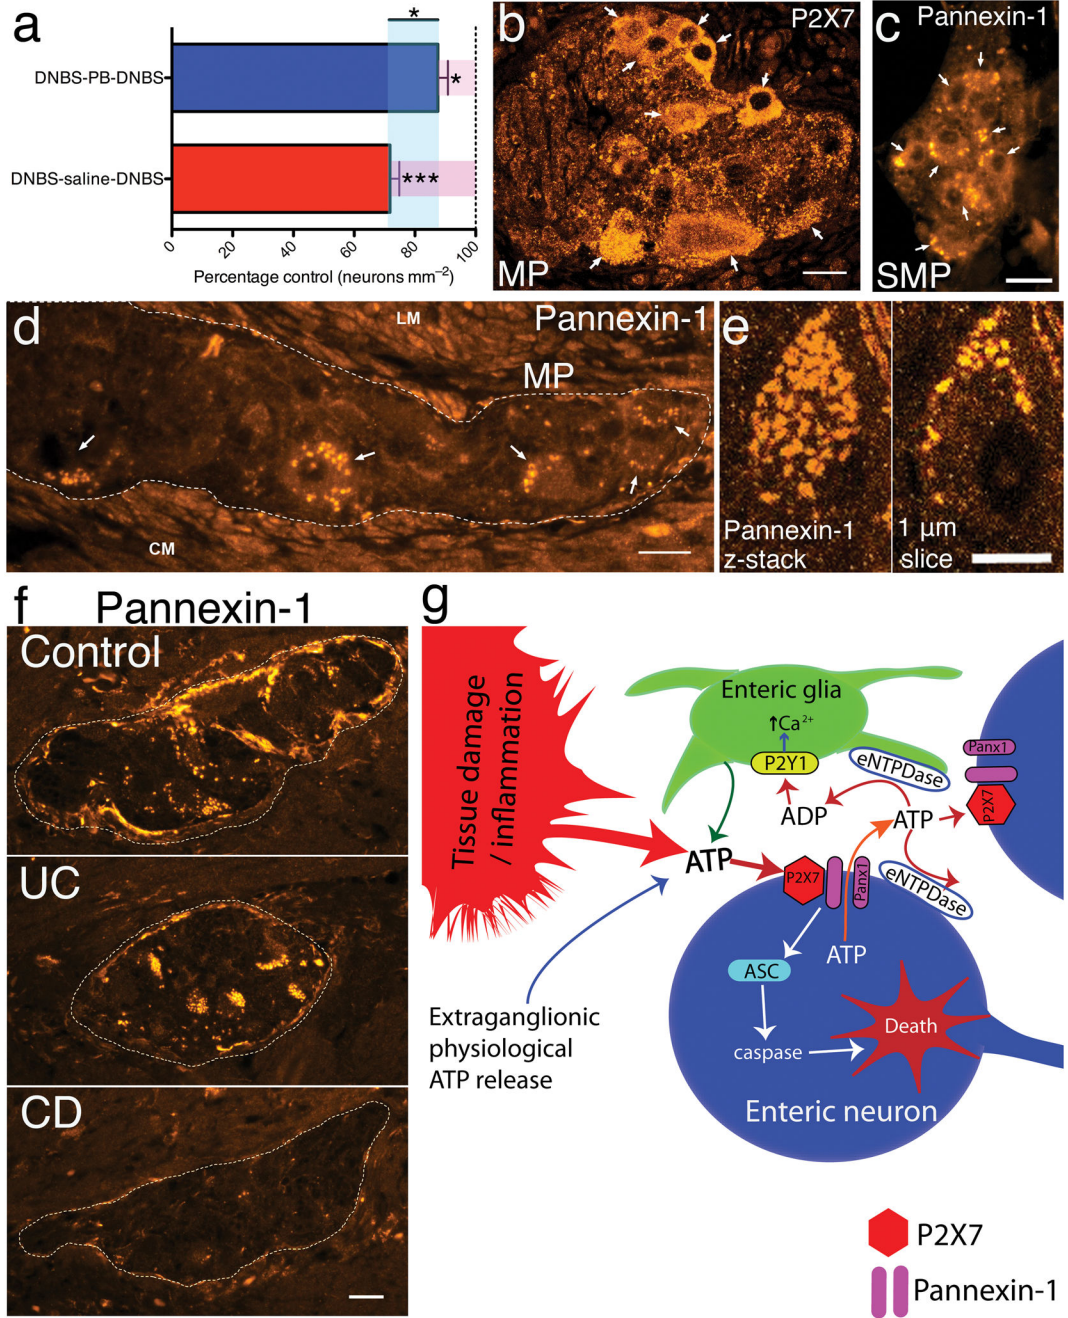 a
*
DNBS-PB-DNBS
*
DNBS-saline-DNBS
***
0 20 40 60 80 100
Percentage control (neurons mm⁻²)
b
P2X7
MP
c
Pannexin-1
SMP
d
LM
Pannexin-1
MP
CM
e
Pannexin-1
z-stack
1 µm
slice
f
Pannexin-1
Control
UC
CD
g
Tissue damage
/ inflammation
Enteric glia
↑Ca²⁺
P2Y1
eNTPDase
Panx1
P2X7
ADP
ATP
ATP
P2X7
Panx1
eNTPDase
ATP
ASC
Extraganglionic
physiological
ATP release
caspase
Death
Enteric neuron
P2X7
Pannexin-1